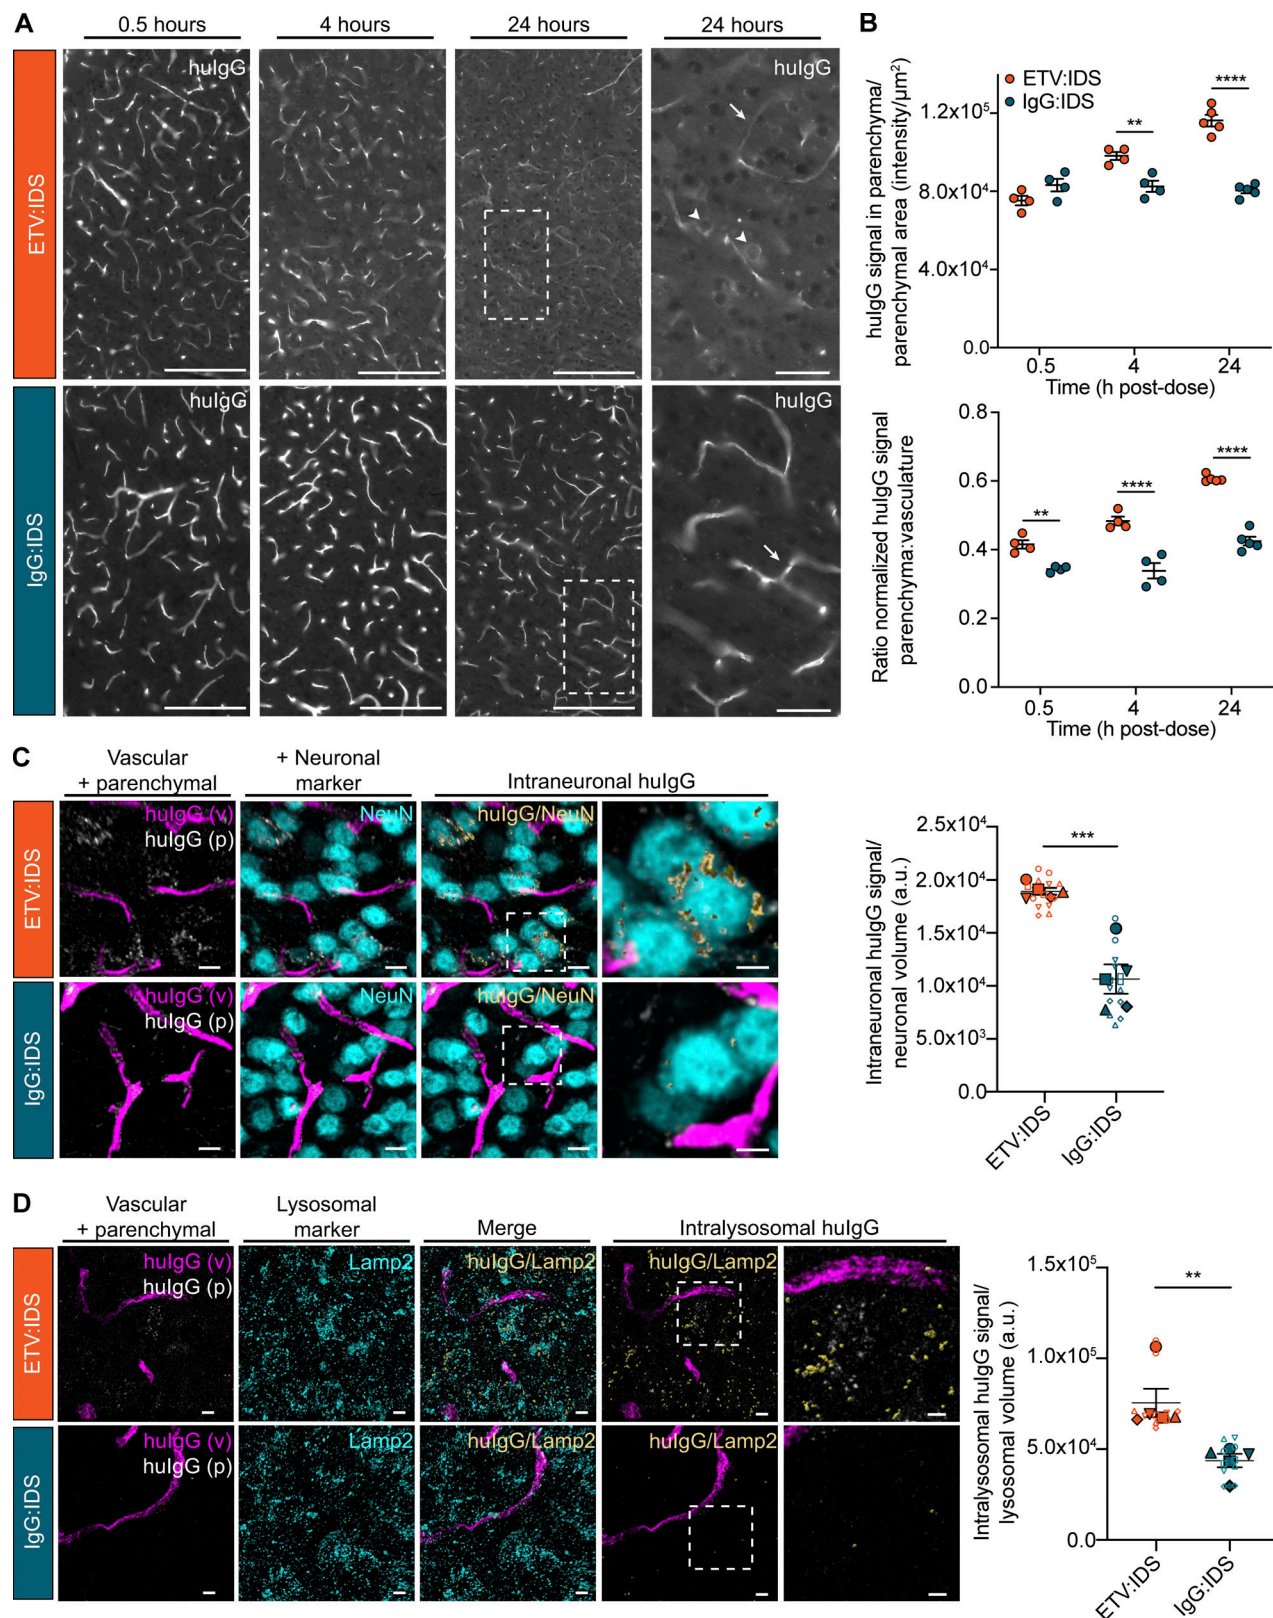 A
0.5 hours
4 hours
24 hours
24 hours
ETV:IDS
huIgG
huIgG
IgG:IDS
huIgG
huIgG
B
huIgG signal in parenchyma/
parenchymal area (intensity/µm²)
ETV:IDS
IgG:IDS
**
****
1.2x10⁵
8.0x10⁴
4.0x10⁴
0.0
0.5
4
24
Time (h post-dose)
Ratio normalized huIgG signal
parenchyma:vasculature
0.8
0.6
0.4
0.2
0.0
**
****
****
0.5
4
24
Time (h post-dose)
C
Vascular
+ parenchymal
+ Neuronal
marker
Intraneuronal huIgG
ETV:IDS
huIgG (v)
huIgG (p)
NeuN
huIgG/NeuN
IgG:IDS
huIgG (v)
huIgG (p)
NeuN
huIgG/NeuN
Intraneuronal huIgG signal/
neuronal volume (a.u.)
2.5x10⁴
2.0x10⁴
1.5x10⁴
1.0x10⁴
5.0x10³
0.0
***
ETV:IDS
IgG:IDS
D
Vascular
+ parenchymal
Lysosomal
marker
Merge
Intralysosomal huIgG
ETV:IDS
huIgG (v)
huIgG (p)
Lamp2
huIgG/Lamp2
huIgG/Lamp2
IgG:IDS
huIgG (v)
huIgG (p)
Lamp2
huIgG/Lamp2
huIgG/Lamp2
Intralysosomal huIgG signal/
lysosomal volume (a.u.)
1.5x10⁵
1.0x10⁵
5.0x10⁴
0.0
**
ETV:IDS
IgG:IDS